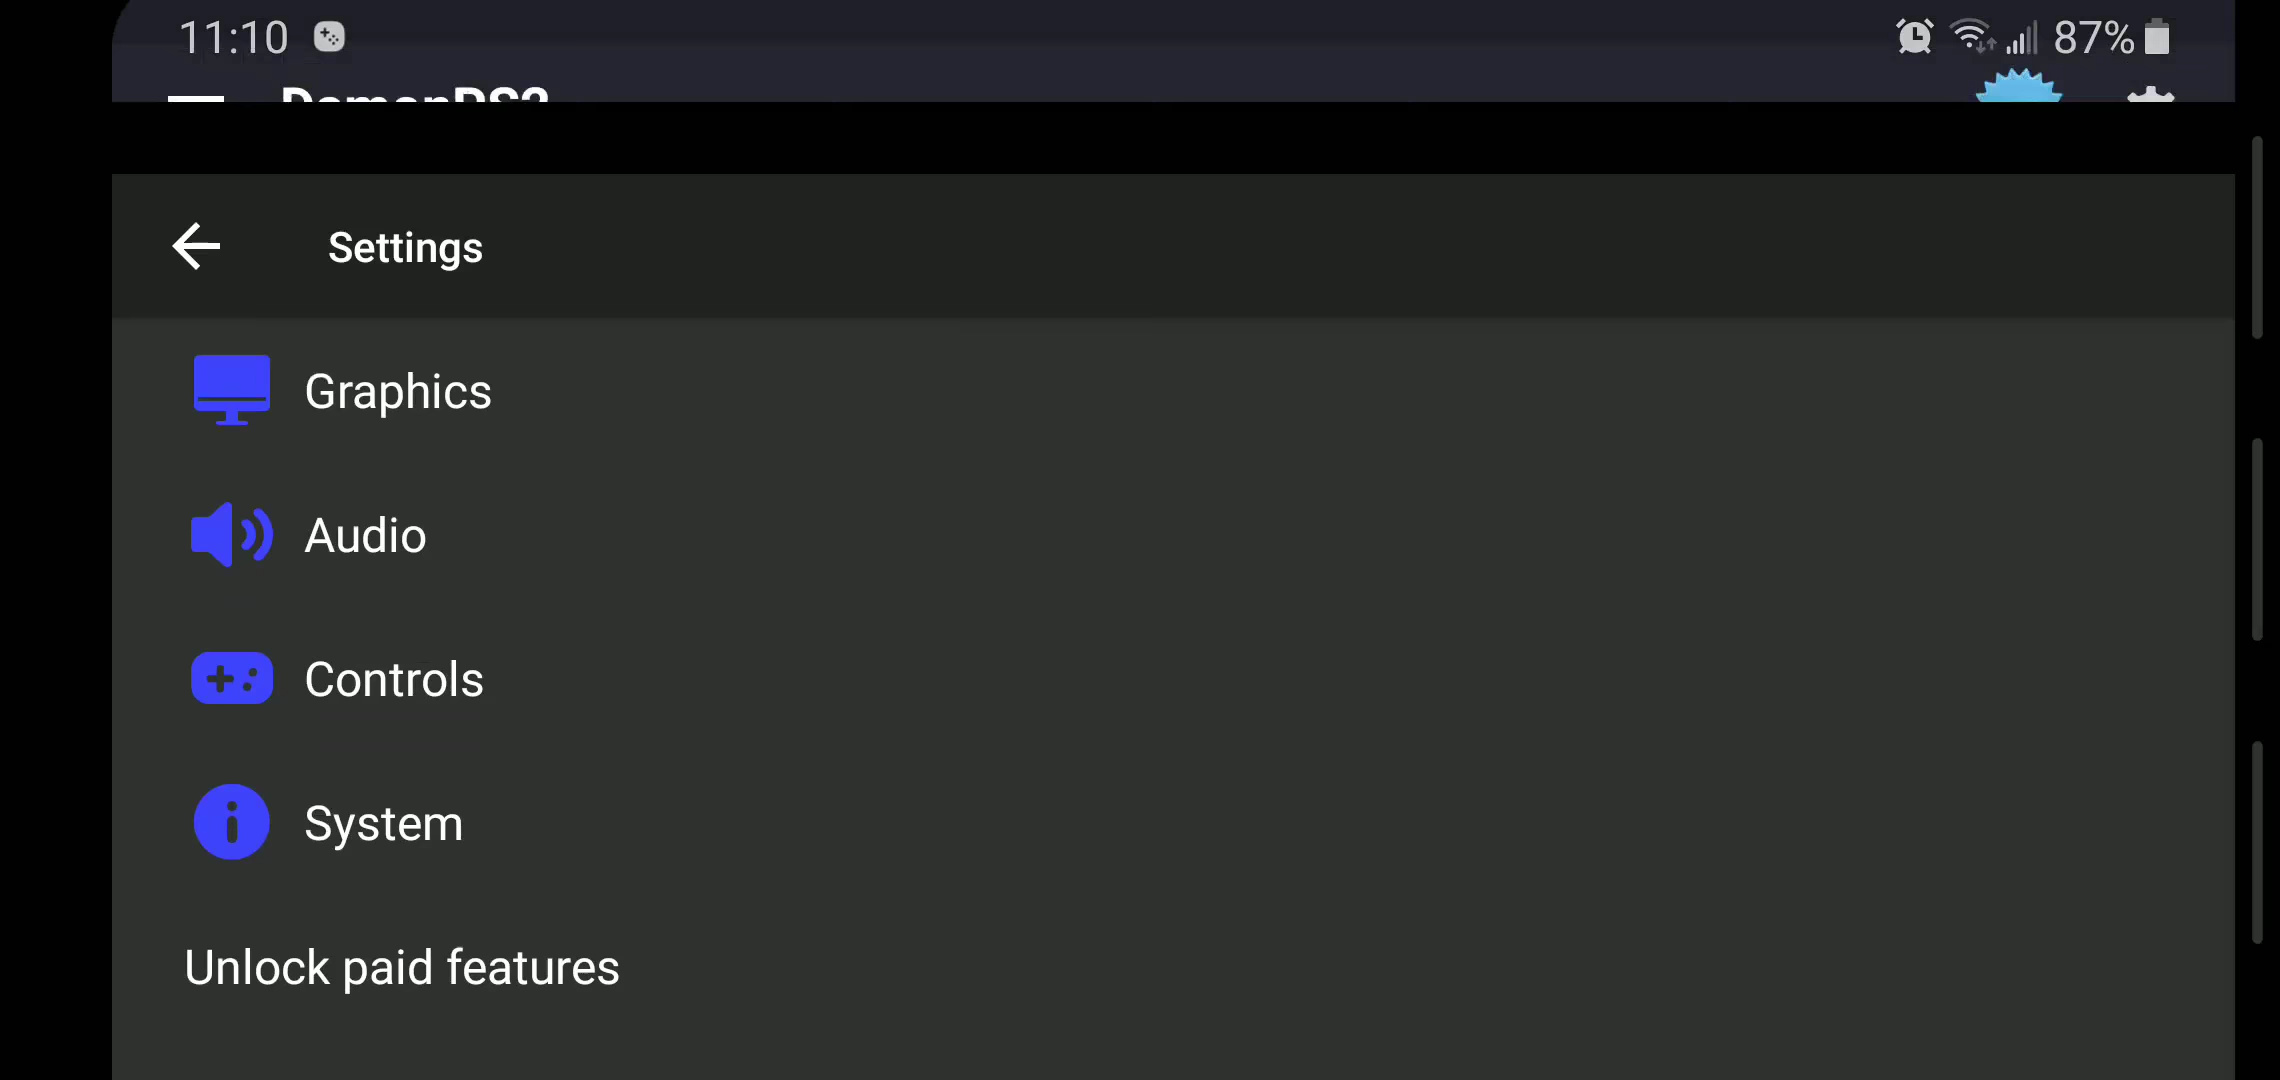 11:10
87%
Settings
Graphics
Audio
Controls
System
Unlock paid features